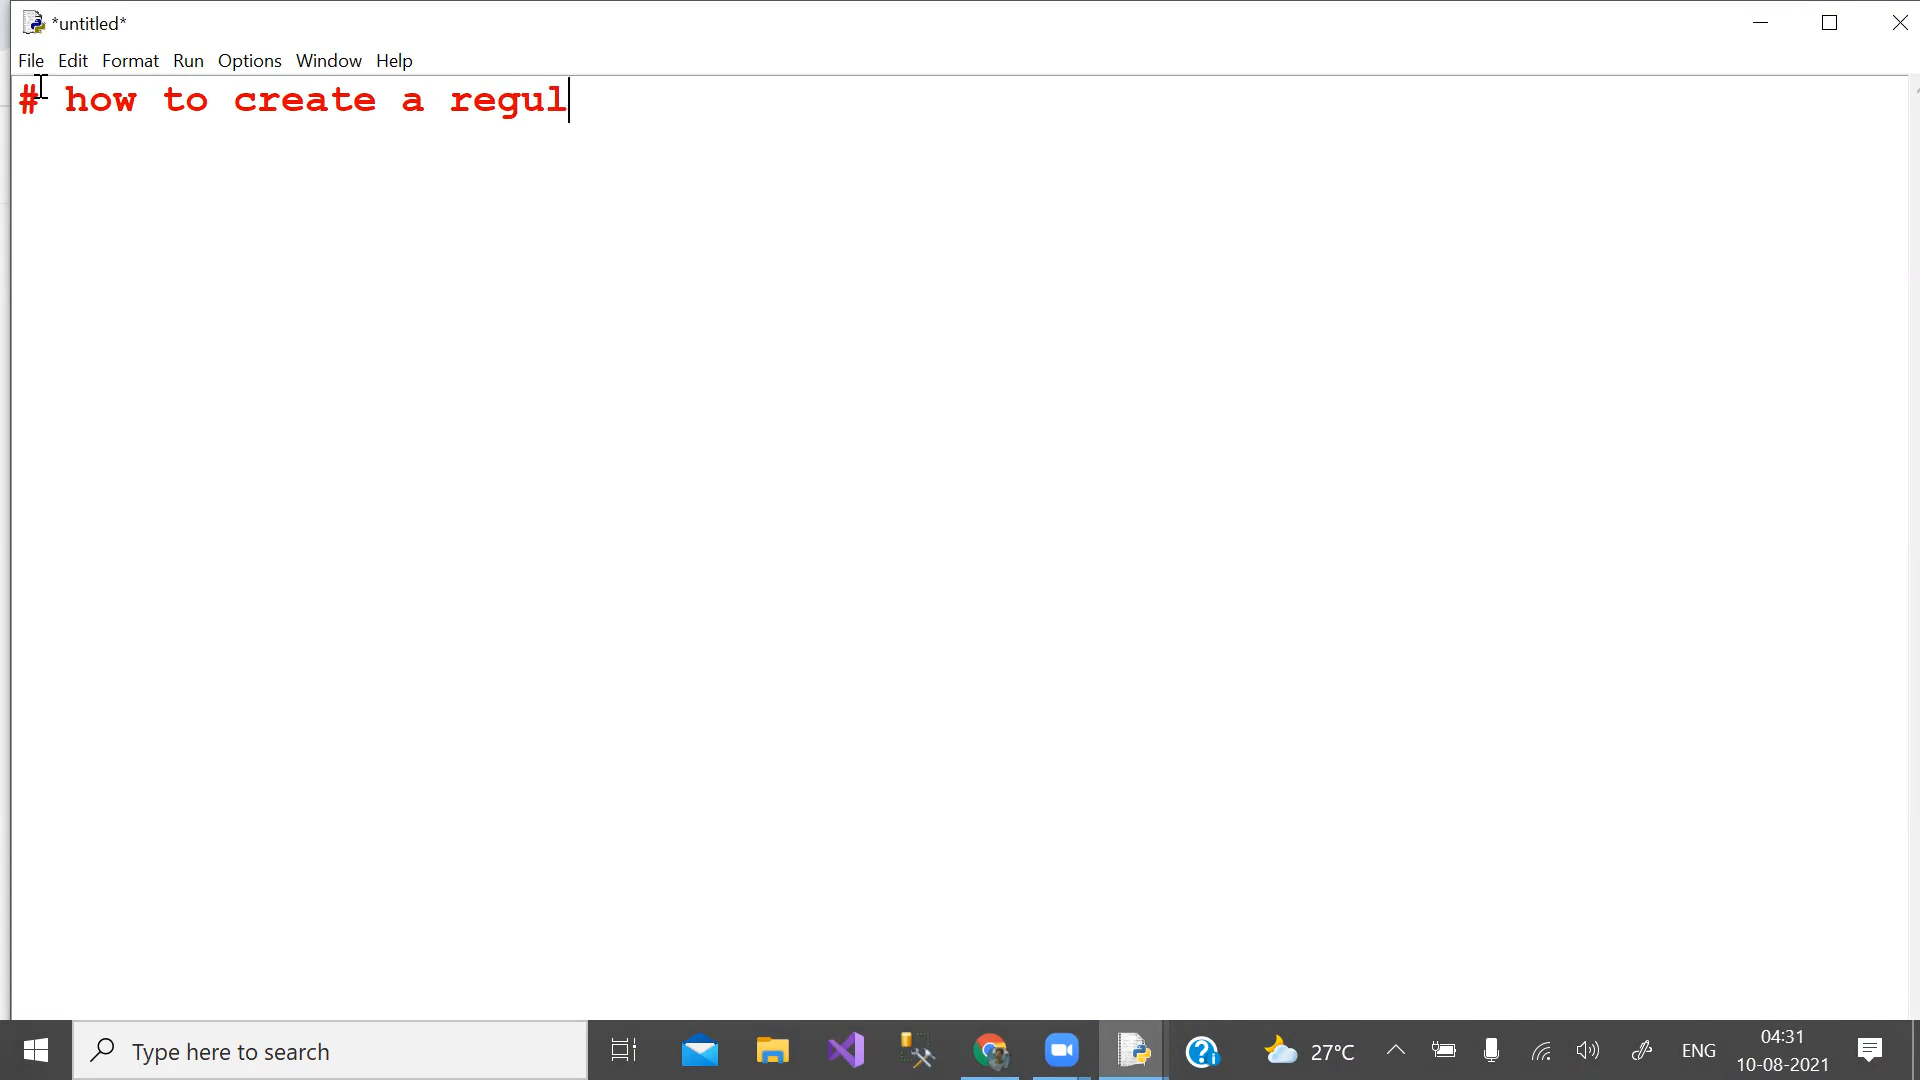 *untitled*
File Edit Format Run Options Window Help
# how to create a regul
Type here to search
27°C
ENG
04:31
10-08-2021